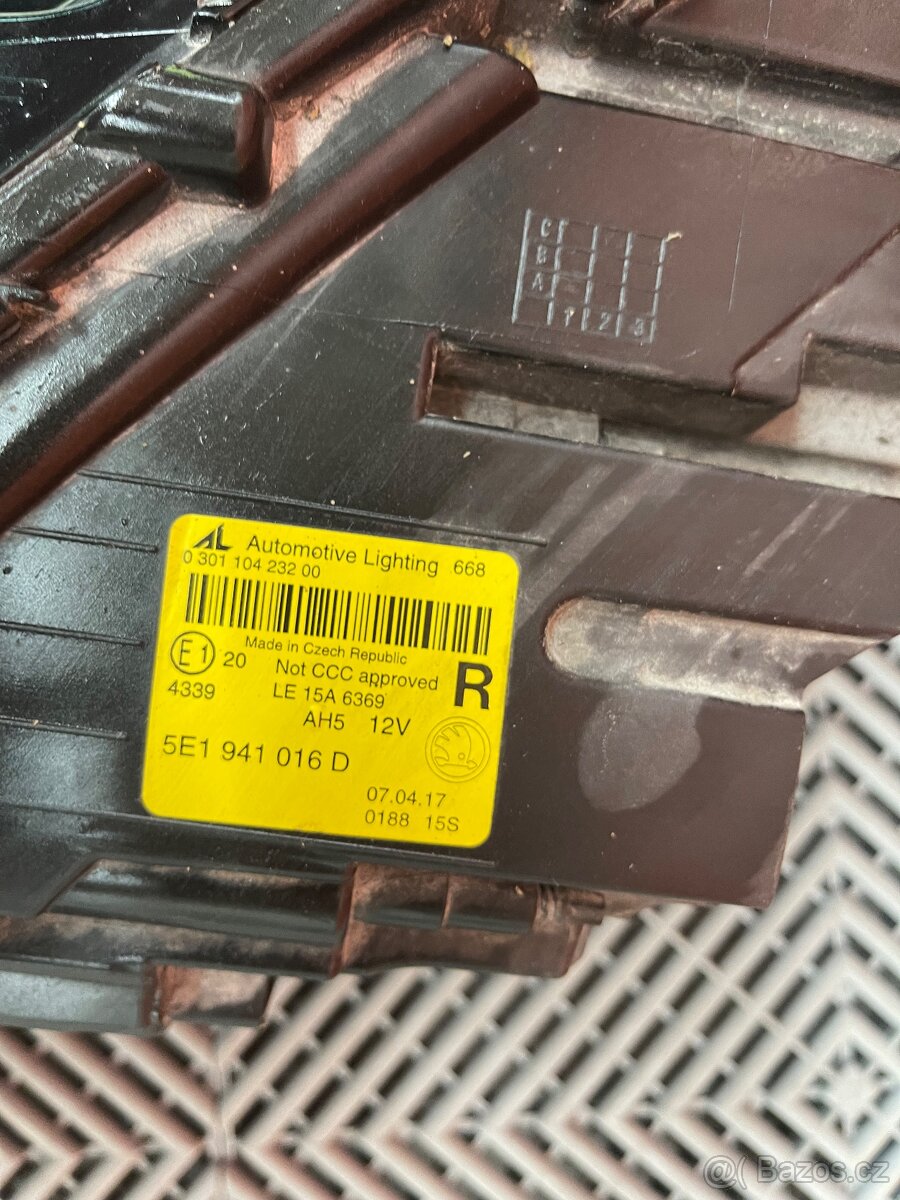 C
B
A
1 2 3
AL Automotive Lighting 668
0 301 104 232 00
Made in Czech Republic
E1 20 Not CCC approved R
4339 LE 15A 6369
AH5 12V
5E1 941 016 D
07.04.17
0188 15S
@( Bazos.cz